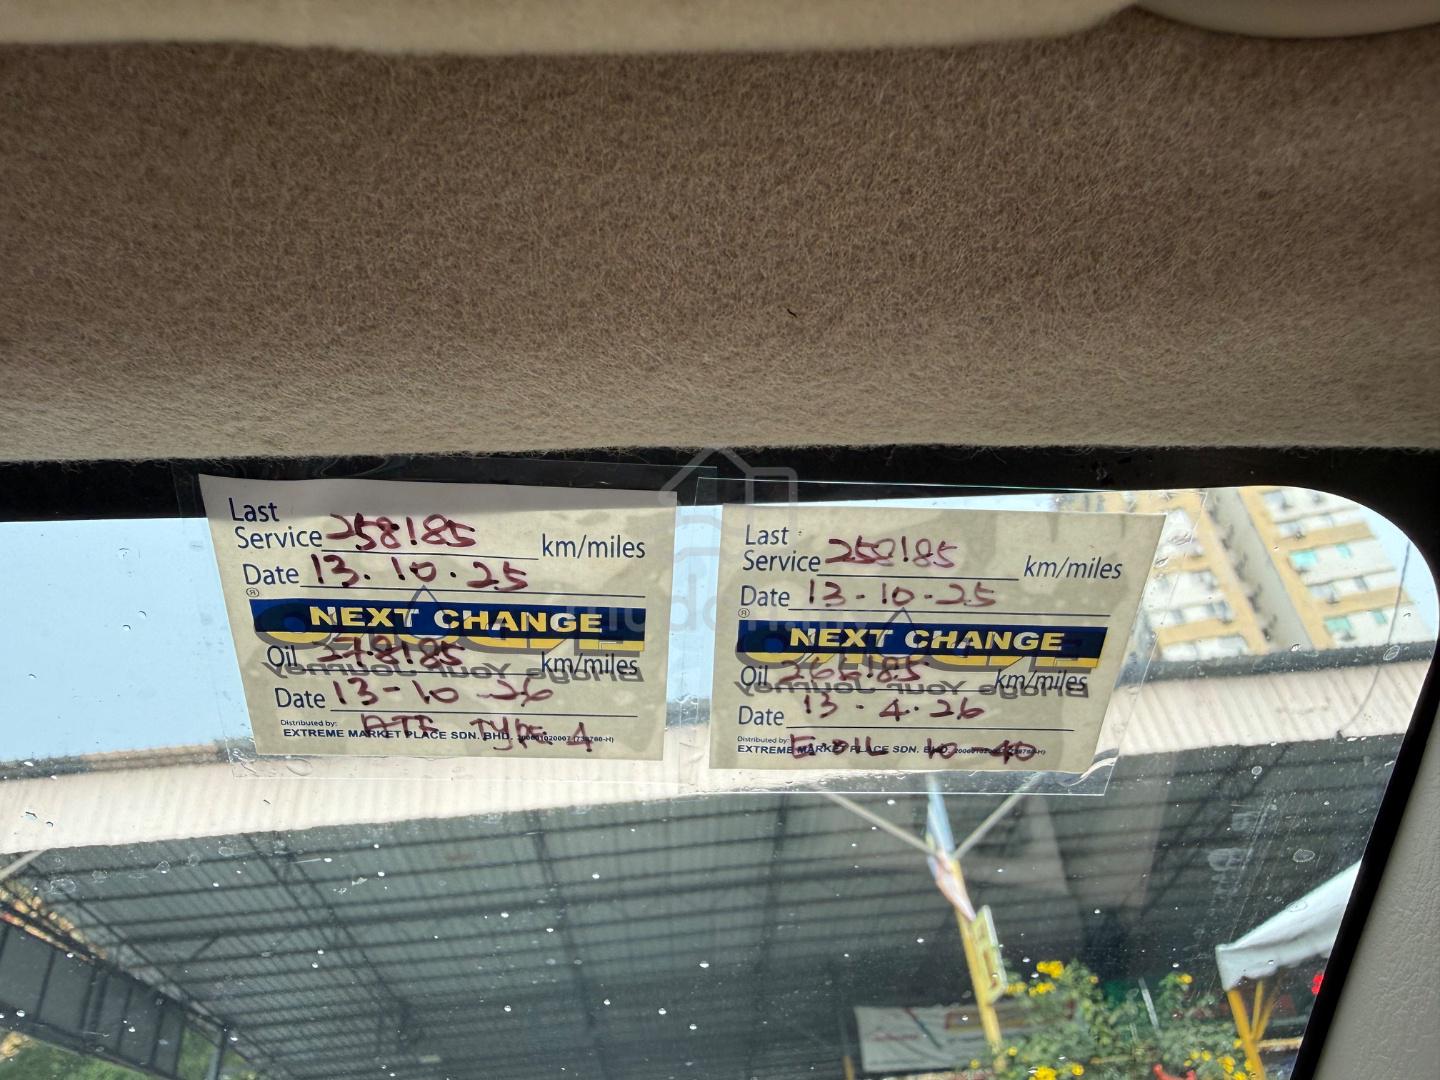 Last
Service 258185 km/miles
Date 13.10.25
NEXT CHANGE
Oil 278185 km/miles
Date 13-10 26
Distributed by:
ATF Type 4
EXTREME MARKET PLACE SDN. BHD.
Last
Service 258185 km/miles
Date 13-10-25
NEXT CHANGE
Oil 266185 km/miles
Date 13-4-26
Distributed by:
E-OIL 10-40
EXTREME MARKET PLACE SDN. BHD.
mudah.my